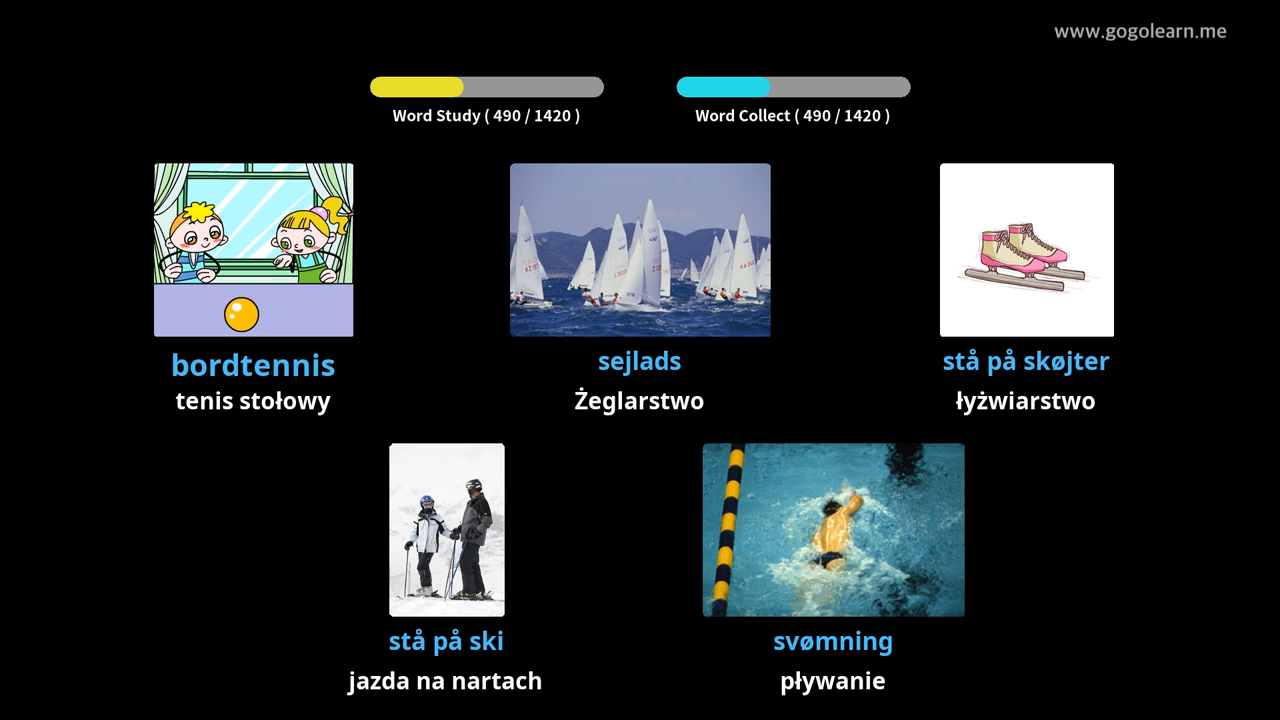 www.gogolearn.me
Word Study ( 490 / 1420 )
Word Collect ( 490 / 1420 )
bordtennis
tenis stołowy
sejlads
Żeglarstwo
stå på skøjter
łyżwiarstwo
stå på ski
jazda na nartach
svømning
pływanie